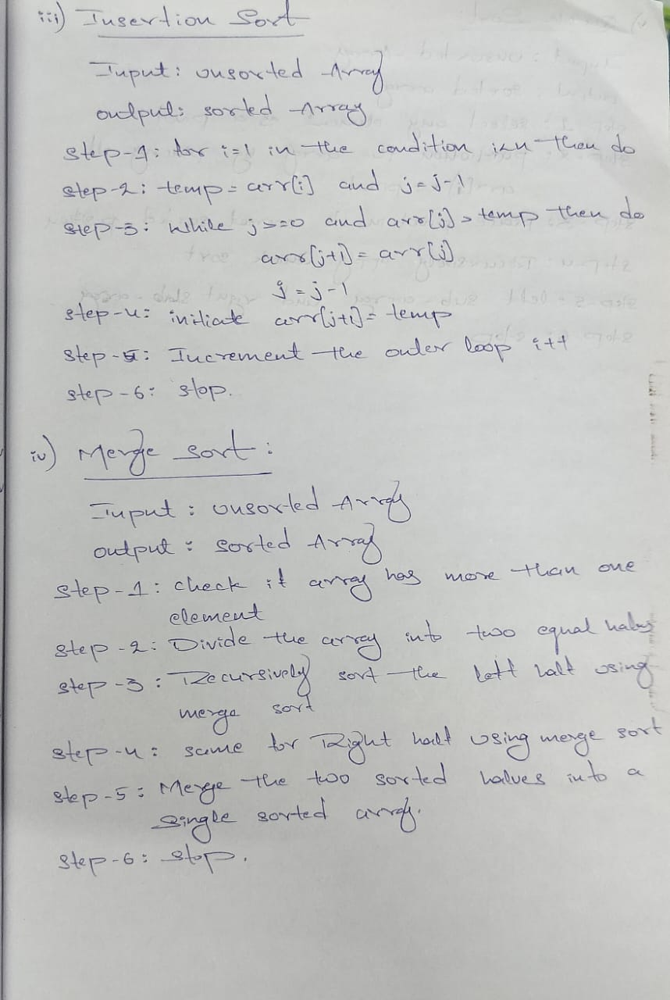 iii) Insertion Sort
Input: unsorted Array
output: sorted Array
step-1: for i=1 in the condition i<n then do
step-2: temp = arr[i] and j=j-1
step-3: while j>=0 and arr[j] > temp then do
arr[j+1] = arr[j]
j = j-1
step-4: initiate arr[j+1] = temp
step-5: Increment the outer loop i++
step-6: stop.
iv) Merge sort:
Input: unsorted Array
output: sorted Array
step-1: check if array has more than one
element
step-2: Divide the array into two equal halves
step-3: Recursively sort the left half using
merge sort
step-4: same for Right half using merge sort
step-5: Merge the two sorted halves into a
single sorted array.
step-6: stop.